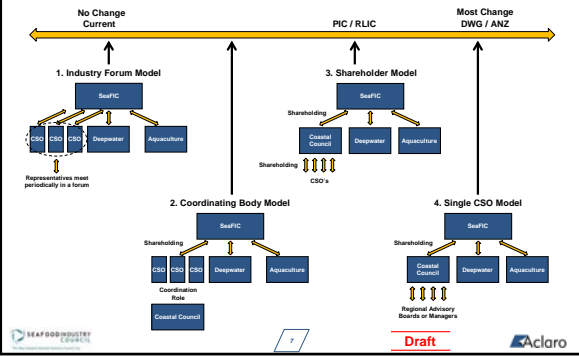 No Change
Current
PIC / RLIC
Most Change
DWG / ANZ
1. Industry Forum Model
SeaFIC
CSO CSO CSO Deepwater Aquaculture
Representatives meet
periodically in a forum
3. Shareholder Model
SeaFIC
Shareholding
Coastal
Council
Deepwater Aquaculture
Shareholding
CSO's
2. Coordinating Body Model
SeaFIC
Shareholding
CSO CSO CSO Deepwater Aquaculture
Coordination
Role
Coastal Council
4. Single CSO Model
SeaFIC
Shareholding
Coastal
Council
Deepwater Aquaculture
Regional Advisory
Boards or Managers
SEAFOOD INDUSTRY
COUNCIL
7
Draft
Aclaro